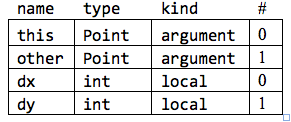 name type kind #
this Point argument 0
other Point argument 1
dx int local 0
dy int local 1